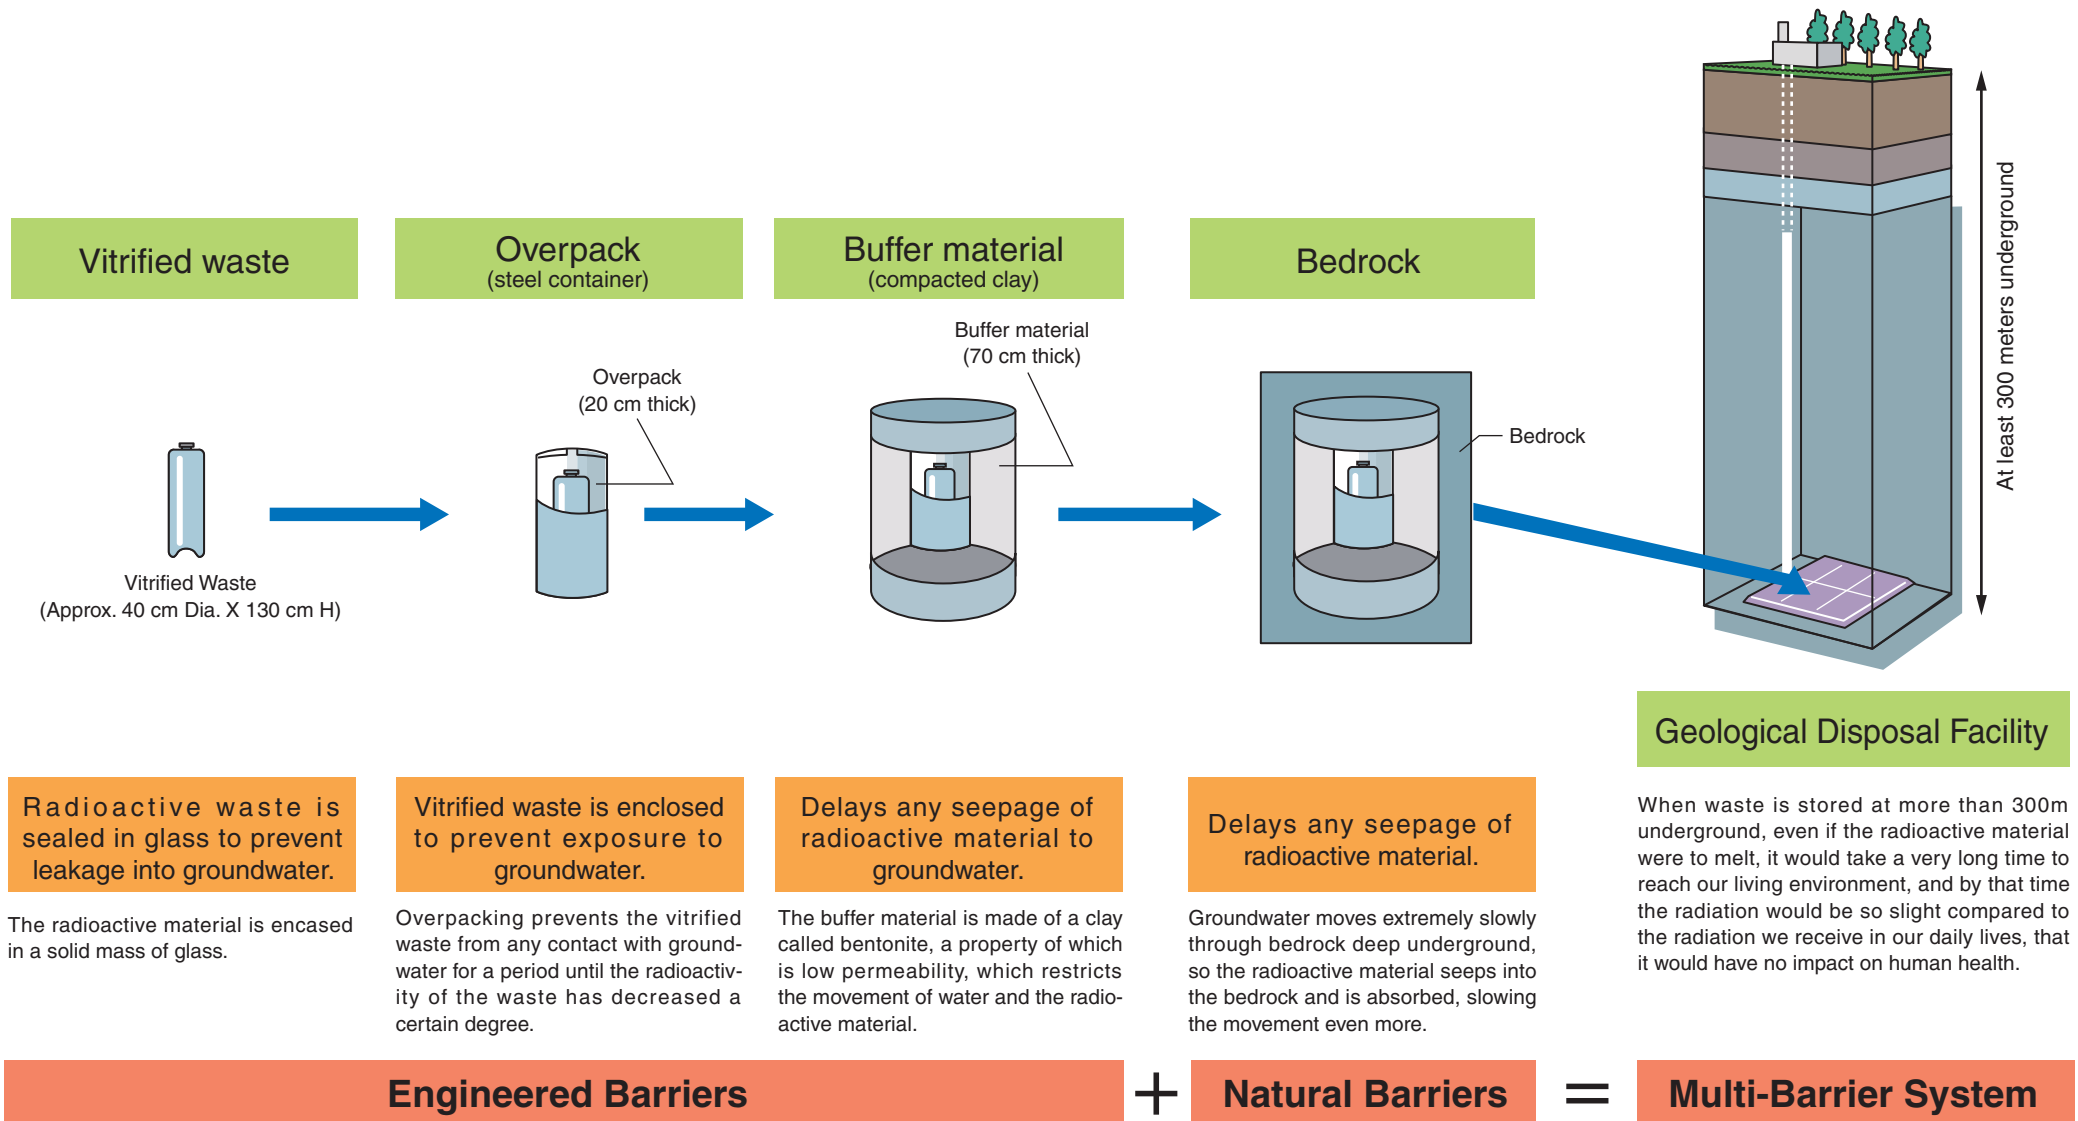 Vitrified waste
Overpack
(steel container)
Buffer material
(compacted clay)
Bedrock
At least 300 meters underground
Vitrified Waste
(Approx. 40 cm Dia. X 130 cm H)
Overpack
(20 cm thick)
Buffer material
(70 cm thick)
Bedrock
Geological Disposal Facility
Radioactive waste is
sealed in glass to prevent
leakage into groundwater.
The radioactive material is encased
in a solid mass of glass.
Vitrified waste is enclosed
to prevent exposure to
groundwater.
Overpacking prevents the vitrified
waste from any contact with ground-
water for a period until the radioactiv-
ity of the waste has decreased a
certain degree.
Delays any seepage of
radioactive material to
groundwater.
The buffer material is made of a clay
called bentonite, a property of which
is low permeability, which restricts
the movement of water and the radio-
active material.
Delays any seepage of
radioactive material.
Groundwater moves extremely slowly
through bedrock deep underground,
so the radioactive material seeps into
the bedrock and is absorbed, slowing
the movement even more.
When waste is stored at more than 300m
underground, even if the radioactive material
were to melt, it would take a very long time to
reach our living environment, and by that time
the radiation would be so slight compared to
the radiation we receive in our daily lives, that
it would have no impact on human health.
Engineered Barriers + Natural Barriers = Multi-Barrier System